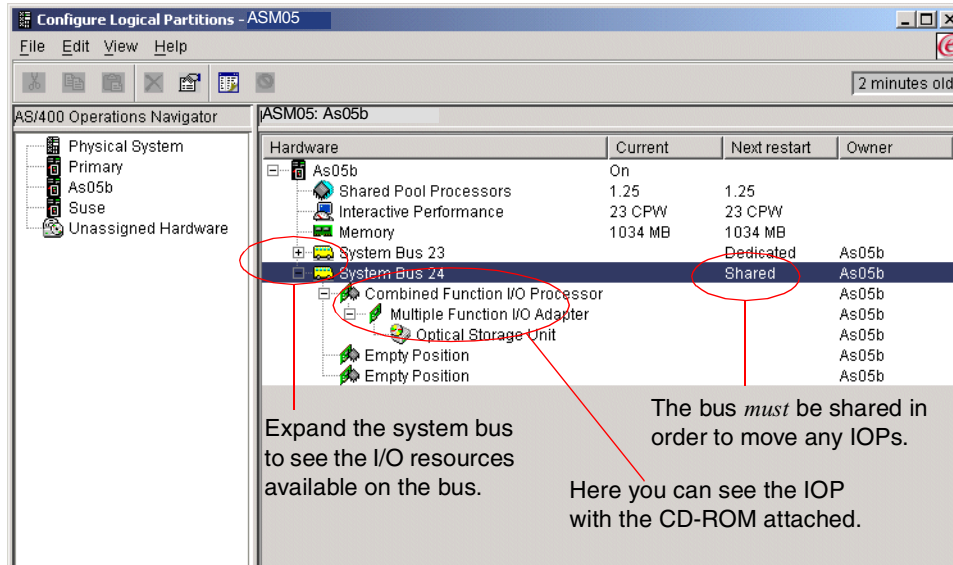 Configure Logical Partitions - ASM05
File Edit View Help
2 minutes old
AS/400 Operations Navigator
ASM05: As05b
Physical System
Primary
As05b
Suse
Unassigned Hardware
Hardware Current Next restart Owner
As05b On
Shared Pool Processors 1.25 1.25
Interactive Performance 23 CPW 23 CPW
Memory 1034 MB 1034 MB
System Bus 23 Dedicated As05b
System Bus 24 Shared As05b
Combined Function I/O Processor As05b
Multiple Function I/O Adapter As05b
Optical Storage Unit As05b
Empty Position As05b
Empty Position As05b
Expand the system bus
to see the I/O resources
available on the bus.
The bus must be shared in
order to move any IOPs.
Here you can see the IOP
with the CD-ROM attached.